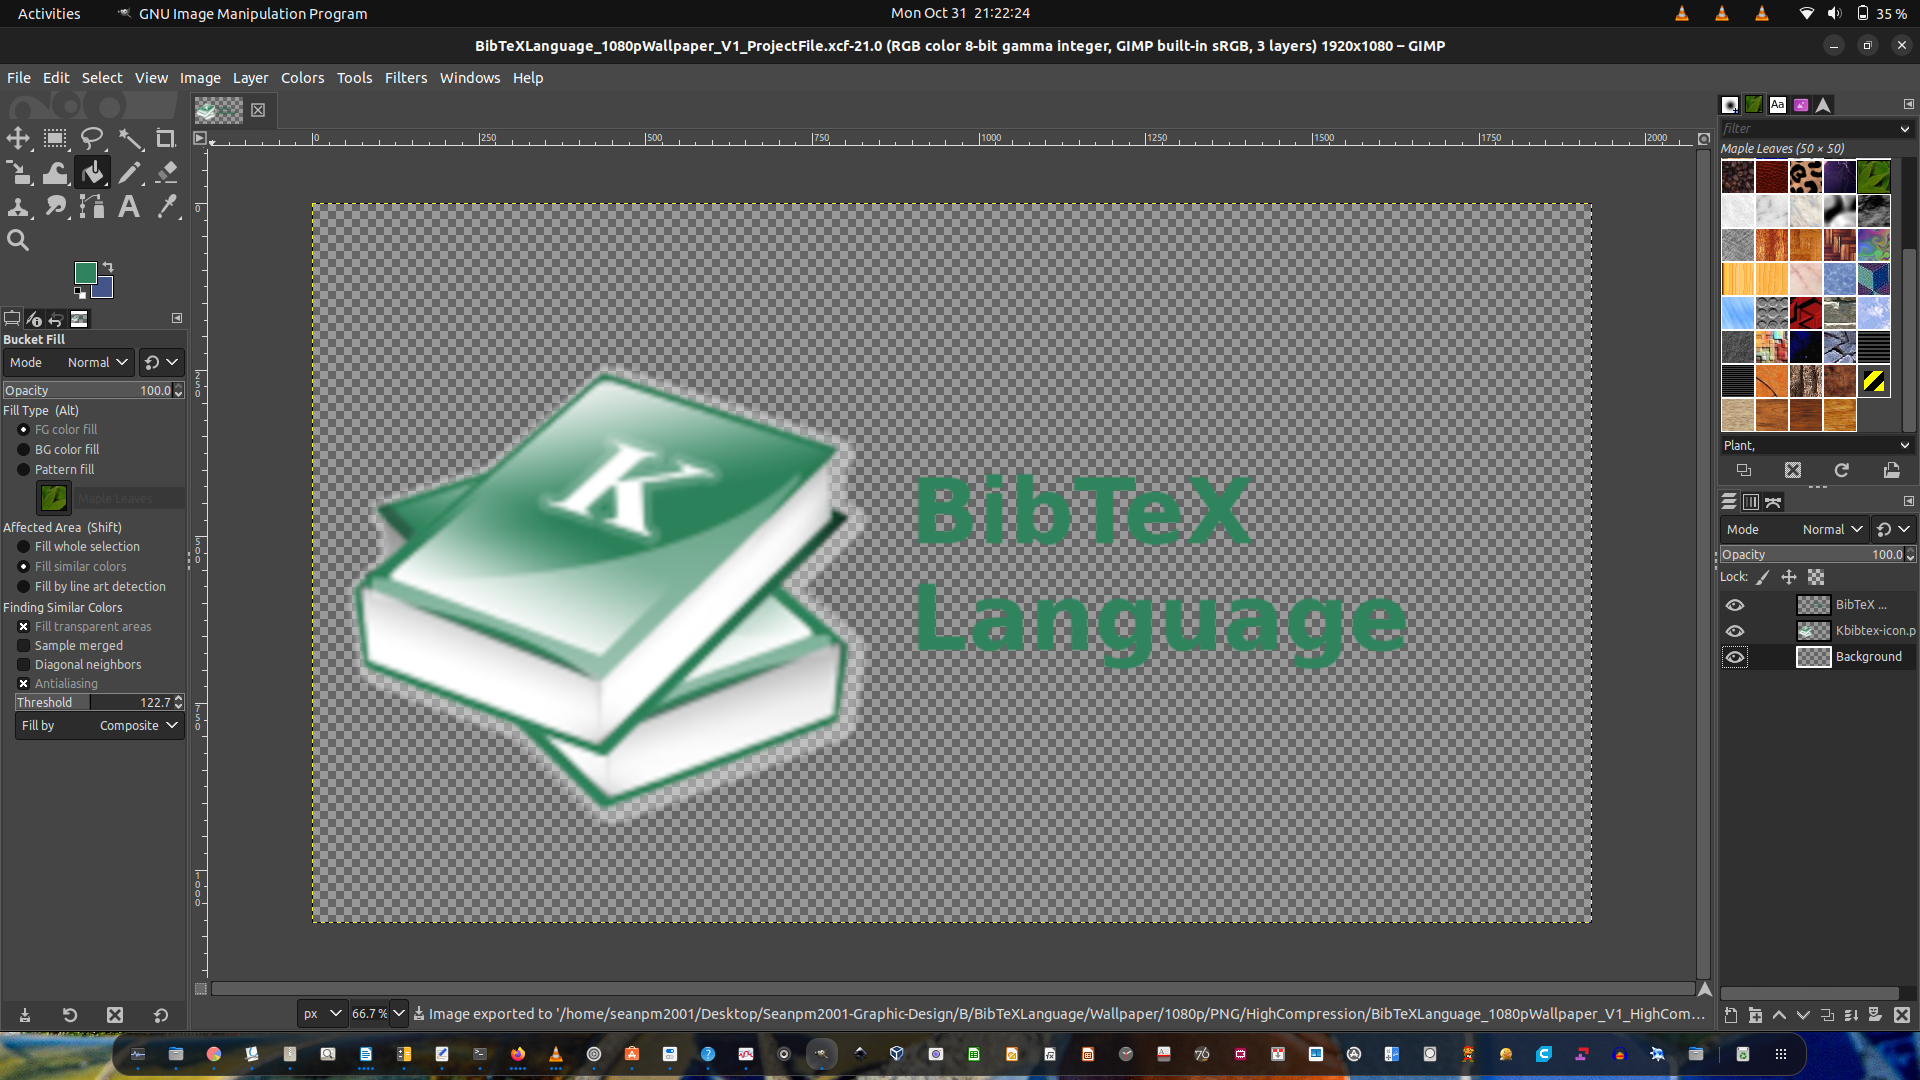 Activities
GNU Image Manipulation Program
Mon Oct 31 21:22:24
35 %
BibTeXLanguage_1080pWallpaper_V1_ProjectFile.xcf-21.0 (RGB color 8-bit gamma integer, GIMP built-in sRGB, 3 layers) 1920x1080 – GIMP
File Edit Select View Image Layer Colors Tools Filters Windows Help
0 250 500 750 1000 1250 1500 1750 2000
0
250
500
750
1000
Bucket Fill
Mode Normal
Opacity 100.0
Fill Type (Alt)
FG color fill
BG color fill
Pattern fill
Maple Leaves
Affected Area (Shift)
Fill whole selection
Fill similar colors
Fill by line art detection
Finding Similar Colors
Fill transparent areas
Sample merged
Diagonal neighbors
Antialiasing
Threshold 122.7
Fill by Composite
K
BibTeX
Language
Aa
filter
Maple Leaves (50 × 50)
Plant,
Mode Normal
Opacity 100.0
Lock:
BibTeX ...
Kbibtex-icon.p
Background
px 66.7 % Image exported to '/home/seanpm2001/Desktop/Seanpm2001-Graphic-Design/B/BibTeXLanguage/Wallpaper/1080p/PNG/HighCompression/BibTeXLanguage_1080pWallpaper_V1_HighCom...